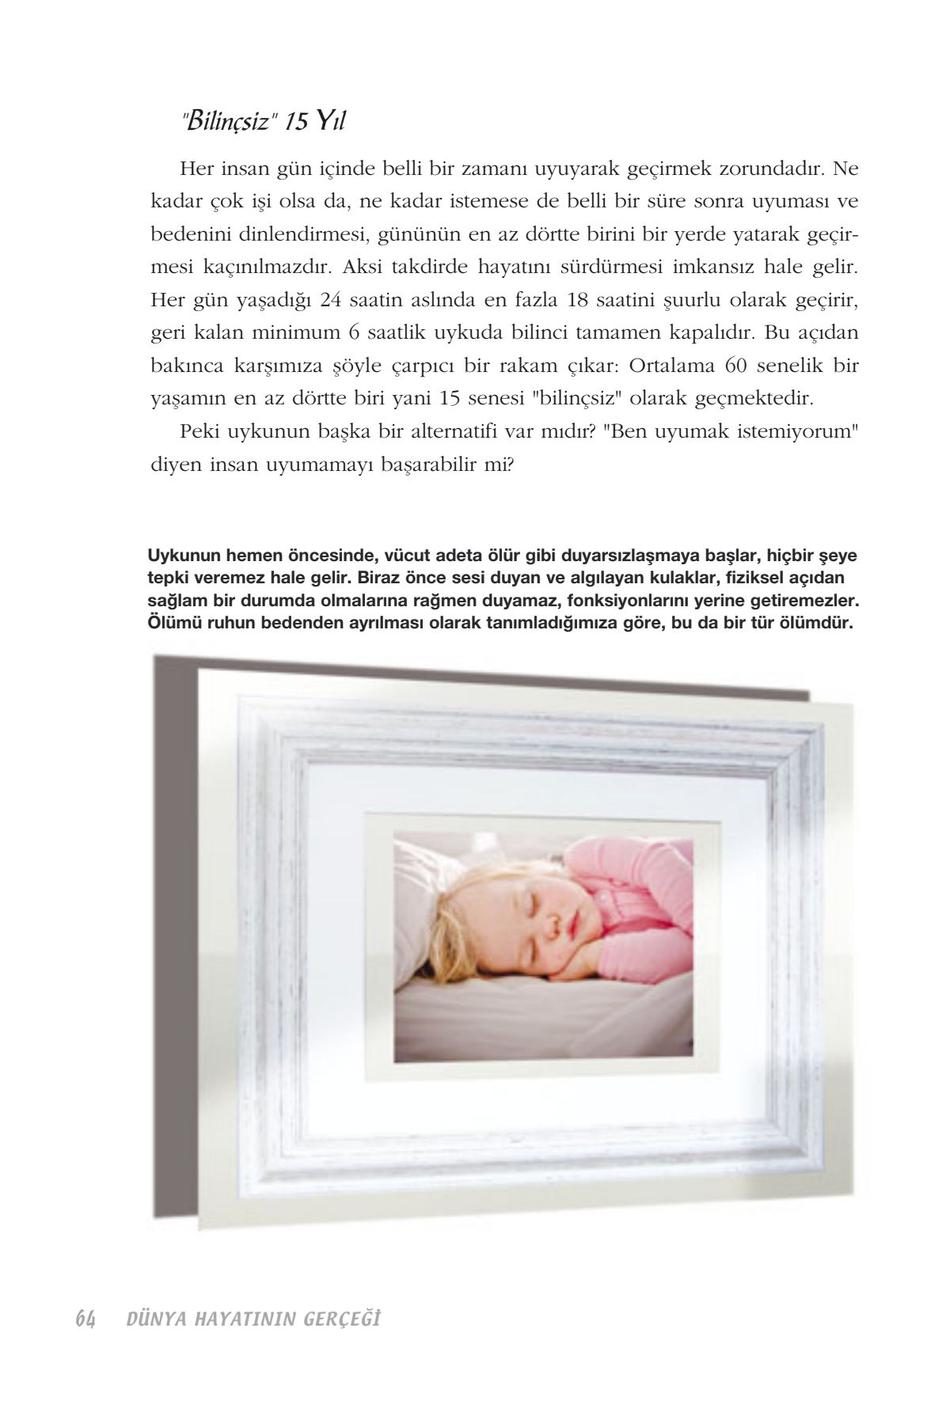 "Bilinçsiz" 15 Yıl
Her insan gün içinde belli bir zamanı uyuyarak geçirmek zorundadır. Ne
kadar çok işi olsa da, ne kadar istemese de belli bir süre sonra uyuması ve
bedenini dinlendirmesi, gününün en az dörtte birini bir yerde yatarak geçir-
mesi kaçınılmazdır. Aksi takdirde hayatını sürdürmesi imkansız hale gelir.
Her gün yaşadığı 24 saatin aslında en fazla 18 saatini şuurlu olarak geçirir,
geri kalan minimum 6 saatlik uykuda bilinci tamamen kapalıdır. Bu açıdan
bakınca karşımıza şöyle çarpıcı bir rakam çıkar: Ortalama 60 senelik bir
yaşamın en az dörtte biri yani 15 senesi "bilinçsiz" olarak geçmektedir.
Peki uykunun başka bir alternatifi var mıdır? "Ben uyumak istemiyorum"
diyen insan uyumamayı başarabilir mi?
Uykunun hemen öncesinde, vücut adeta ölür gibi duyarsızlaşmaya başlar, hiçbir şeye
tepki veremez hale gelir. Biraz önce sesi duyan ve algılayan kulaklar, fiziksel açıdan
sağlam bir durumda olmalarına rağmen duyamaz, fonksiyonlarını yerine getiremezler.
Ölümü ruhun bedenden ayrılması olarak tanımladığımıza göre, bu da bir tür ölümdür.
64 DÜNYA HAYATININ GERÇEĞİ